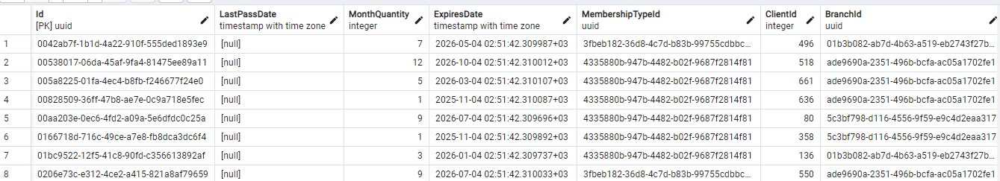 Id LastPassDate MonthQuantity ExpiresDate MembershipTypeId ClientId BranchId
[PK] uuid timestamp with time zone integer timestamp with time zone uuid integer uuid
1 0042ab7f-1b1d-4a22-910f-555ded1893e9 [null] 7 2026-05-04 02:51:42.309987+03 3fbeb182-36d8-4c7d-b83b-99755cdbbc... 496 01b3b082-ab7d-4b63-a519-eb2743f27b...
2 00538017-06da-45af-9fa4-81475ee89a11 [null] 12 2026-10-04 02:51:42.310012+03 4335880b-947b-4482-b02f-9687f2814f81 518 ade9690a-2351-496b-bcfa-ac05a1702fe1
3 005a8225-01fa-4ec4-b8fb-f246677f24e0 [null] 5 2026-03-04 02:51:42.310107+03 4335880b-947b-4482-b02f-9687f2814f81 661 ade9690a-2351-496b-bcfa-ac05a1702fe1
4 00828509-36ff-47b8-ae7e-0c9a718e5fec [null] 1 2025-11-04 02:51:42.310087+03 4335880b-947b-4482-b02f-9687f2814f81 636 ade9690a-2351-496b-bcfa-ac05a1702fe1
5 00aa203e-0ec6-4fd2-a09a-5e6dfdc0c25a [null] 9 2026-07-04 02:51:42.309696+03 4335880b-947b-4482-b02f-9687f2814f81 80 5c3bf798-d116-4556-9f59-e9c4d2eaa317
6 0166718d-716c-49ce-a7e8-fb8dca3dc6f4 [null] 1 2025-11-04 02:51:42.309892+03 4335880b-947b-4482-b02f-9687f2814f81 358 5c3bf798-d116-4556-9f59-e9c4d2eaa317
7 01bc9522-12f5-41c8-90fd-c356613892af [null] 3 2026-01-04 02:51:42.309737+03 4335880b-947b-4482-b02f-9687f2814f81 136 01b3b082-ab7d-4b63-a519-eb2743f27b...
8 0206e73c-e312-4ce2-a415-821a8af79659 [null] 9 2026-07-04 02:51:42.310033+03 3fbeb182-36d8-4c7d-b83b-99755cdbbc... 550 ade9690a-2351-496b-bcfa-ac05a1702fe1